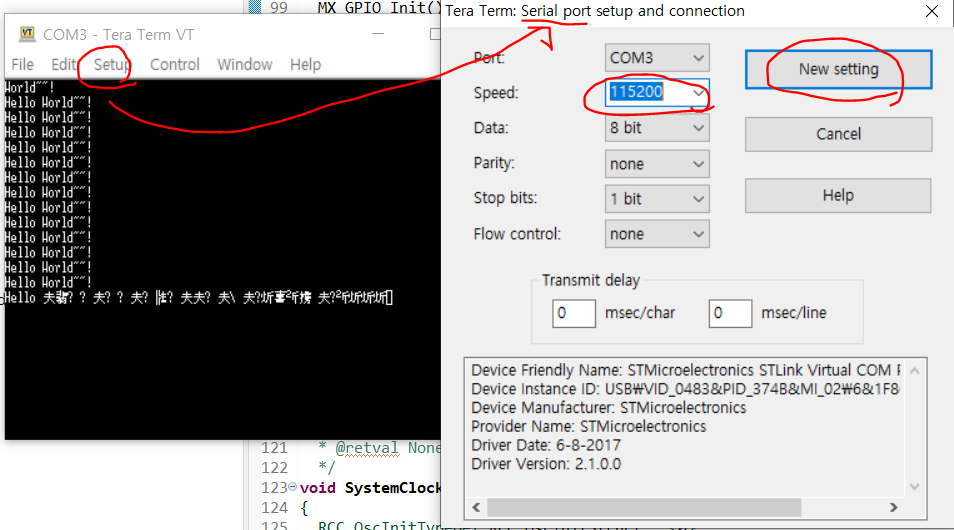 99 MX_GPIO_Init()
COM3 - Tera Term VT
File Edit Setup Control Window Help
World~~!
Hello World~~!
Hello World~~!
Hello World~~!
Hello World~~!
Hello World~~!
Hello World~~!
Hello World~~!
Hello World~~!
Hello World~~!
Hello World~~!
Hello World~~!
Hello World~~!
Hello World~~!
Hello
121 * @retval None
122 */
123 void SystemClock
124 {
125
Tera Term: Serial port setup and connection
Port: COM3
New setting
Speed: 115200
Data: 8 bit
Cancel
Parity: none
Stop bits: 1 bit
Help
Flow control: none
Transmit delay
0 msec/char 0 msec/line
Device Friendly Name: STMicroelectronics STLink Virtual COM
Device Instance ID: USB₩VID_0483&PID_374B&MI_02₩6&1F8
Device Manufacturer: STMicroelectronics
Provider Name: STMicroelectronics
Driver Date: 6-8-2017
Driver Version: 2.1.0.0